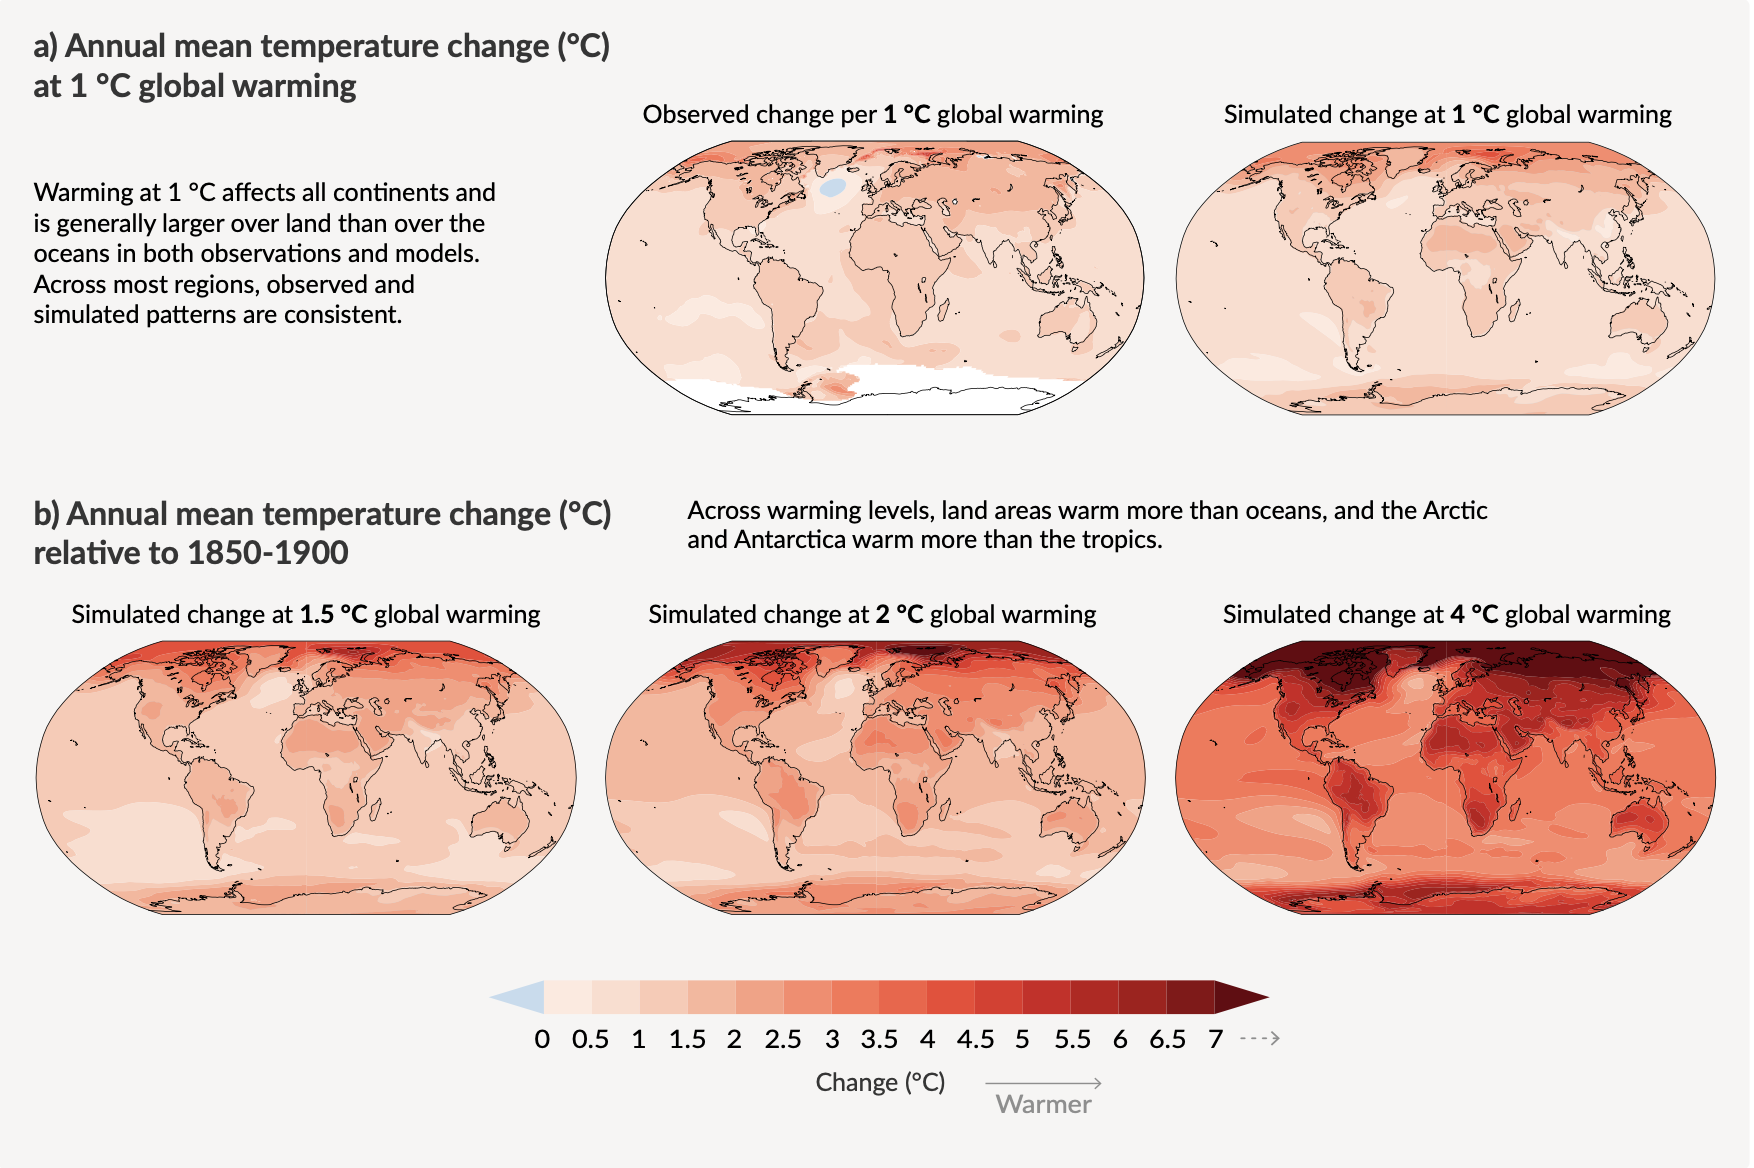 a) Annual mean temperature change (°C)
at 1 °C global warming
Observed change per 1 °C global warming
Simulated change at 1 °C global warming
Warming at 1 °C affects all continents and
is generally larger over land than over the
oceans in both observations and models.
Across most regions, observed and
simulated patterns are consistent.
b) Annual mean temperature change (°C)
relative to 1850-1900
Across warming levels, land areas warm more than oceans, and the Arctic
and Antarctica warm more than the tropics.
Simulated change at 1.5 °C global warming
Simulated change at 2 °C global warming
Simulated change at 4 °C global warming
0 0.5 1 1.5 2 2.5 3 3.5 4 4.5 5 5.5 6 6.5 7
Change (°C)
Warmer